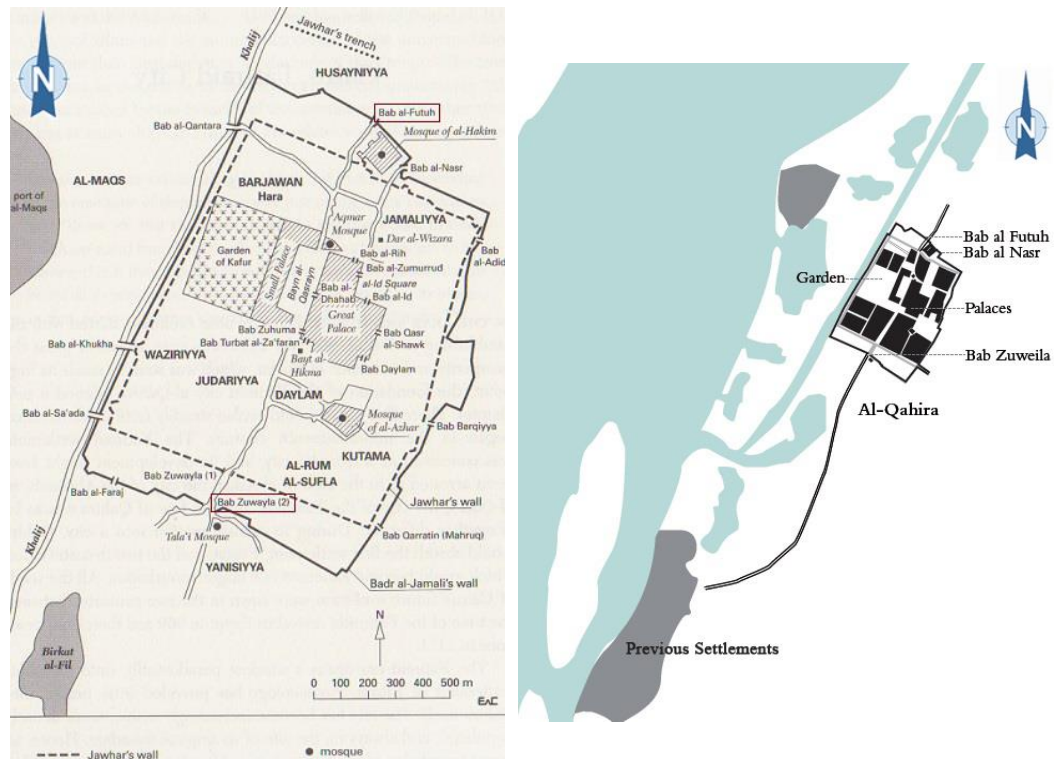 N
Khalij
Jawhar's trench
HUSAYNIYYA
Bab al-Futuh
Bab al-Qantara
Mosque of al-Hakim
Bab al-Nasr
AL-MAQS
port of
al-Maqs
BARJAWAN
Hara
Aqmar
Mosque
JAMALIYYA
Dar al-Wizara
Bab
al-Adid
Garden
of Kafur
Small Palace
Bayn al-
Qasrayn
Bab al-Rih
Bab al-Zumurrud
al-Id Square
Bab al-
Dhahab
Bab al-Id
Great
Palace
Bab Zuhuma
Bab Turbat al-Za'faran
Bab Qasr
al-Shawk
Bab al-Khukha
WAZIRIYYA
Bayt al-
Hikma
Bab Daylam
JUDARIYYA
DAYLAM
Bab al-Sa'ada
Mosque
of al-Azhar
Bab Barqiyya
KUTAMA
AL-RUM
AL-SUFLA
Bab Zuwayla (1)
Bab al-Faraj
Bab Zuwayla (2)
Jawhar's wall
Tala'i Mosque
Bab Qarratin (Mahruq)
Khalij
YANISIYYA
Badr al-Jamali's wall
N
Birkat
al-Fil
0 100 200 300 400 500 m
EAC
Jawhar's wall
mosque
N
Bab al Futuh
Bab al Nasr
Garden
Palaces
Bab Zuweila
Al-Qahira
Previous Settlements